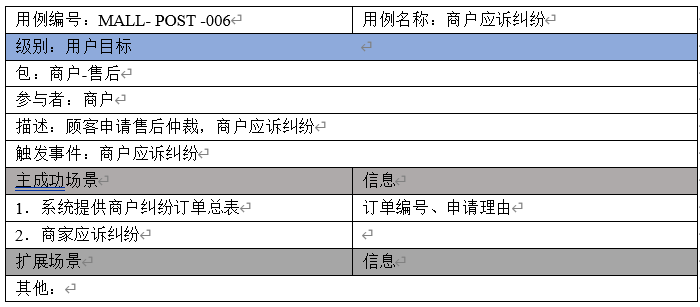 用例编号：MALL- POST -006
用例名称：商户应诉纠纷
级别：用户目标
包：商户-售后
参与者：商户
描述：顾客申请售后仲裁，商户应诉纠纷
触发事件：商户应诉纠纷
主成功场景
信息
1．系统提供商户纠纷订单总表
订单编号、申请理由
2．商家应诉纠纷
扩展场景
信息
其他：